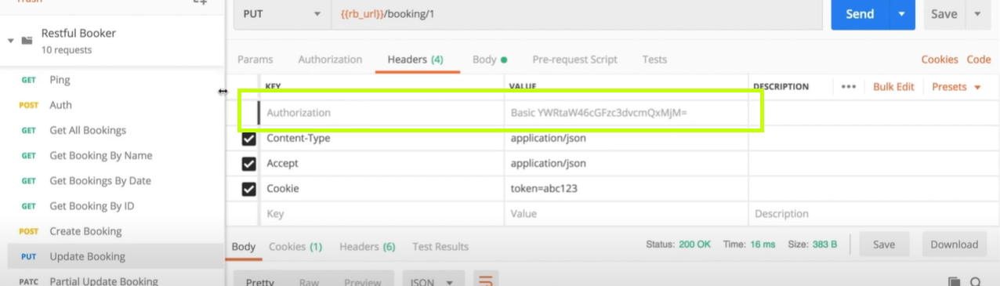 Trash
PUT {{rb_url}}/booking/1 Send Save
Restful Booker
10 requests
Params Authorization Headers (4) Body Pre-request Script Tests Cookies Code
KEY VALUE DESCRIPTION ••• Bulk Edit Presets
Authorization Basic YWRtaW46cGFzc3dvcmQxMjM=
Content-Type application/json
Accept application/json
Cookie token=abc123
Key Value Description
GET Ping
POST Auth
GET Get All Bookings
GET Get Booking By Name
GET Get Bookings By Date
GET Get Booking By ID
POST Create Booking
PUT Update Booking
PATC Partial Update Booking
Body Cookies (1) Headers (6) Test Results Status: 200 OK Time: 16 ms Size: 383 B Save Download
Pretty Raw Preview JSON